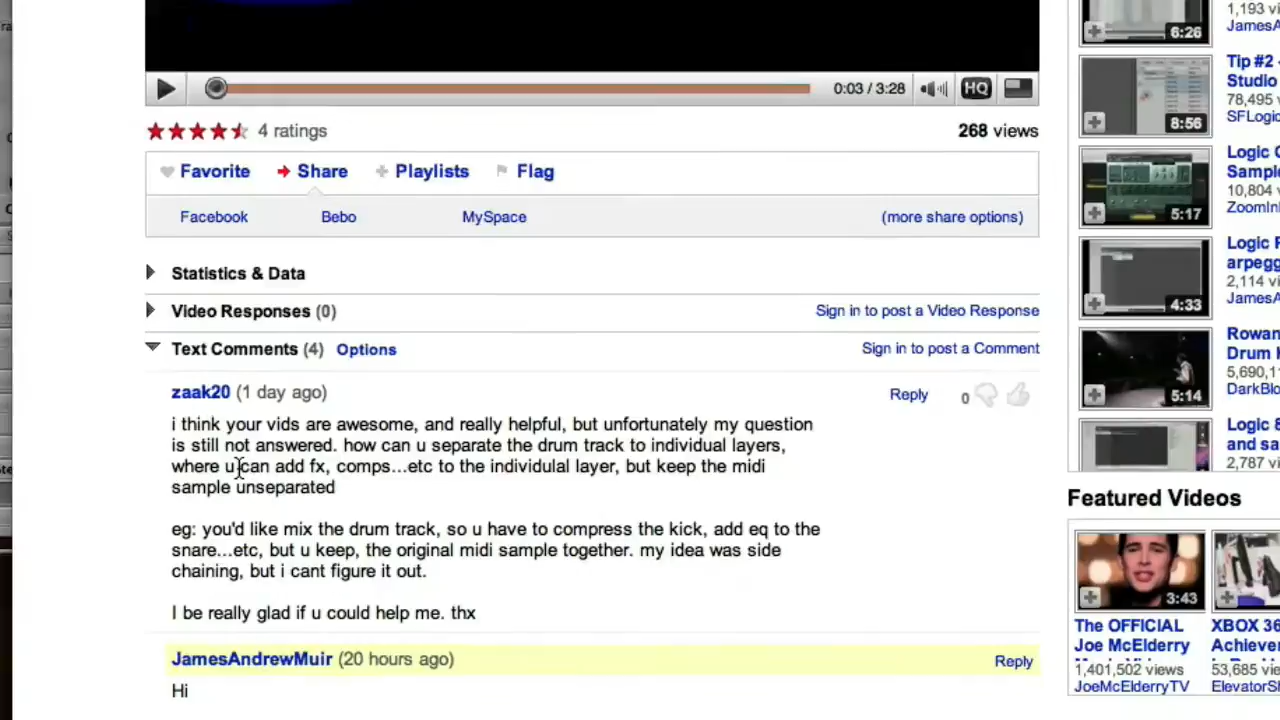 0:03 / 3:28
HQ
4 ratings
268 views
Favorite
Share
Playlists
Flag
Facebook
Bebo
MySpace
(more share options)
Statistics & Data
Video Responses (0)
Sign in to post a Video Response
Text Comments (4)
Options
Sign in to post a Comment
zaak20 (1 day ago)
Reply
0
i think your vids are awesome, and really helpful, but unfortunately my question
is still not answered. how can u separate the drum track to individual layers,
where u can add fx, comps...etc to the individulal layer, but keep the midi
sample unseparated
eg: you'd like mix the drum track, so u have to compress the kick, add eq to the
snare...etc, but u keep, the original midi sample together. my idea was side
chaining, but i cant figure it out.
I be really glad if u could help me. thx
JamesAndrewMuir (20 hours ago)
Reply
Hi
6:26
1,193 vi
JamesA
8:56
Tip #2 -
Studio
78,495
SFLogic
5:17
Logic
Sampl
10,804
ZoomIn
4:33
Logic
arpegg
2,114 vi
JamesA
5:14
Rowan
Drum
5,690,1
DarkBlo
Logic 8
and sa
2,787 vi
Featured Videos
3:43
The OFFICIAL
Joe McElderry
1,401,502 views
JoeMcElderryTV
XBOX 36
Achiever
53,685 vie
ElevatorS